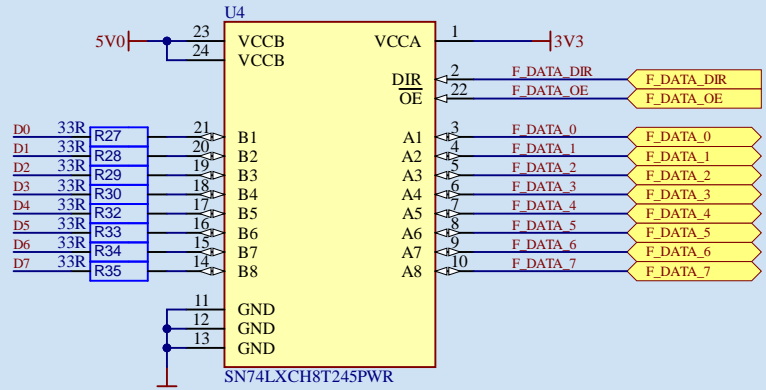 U4
5V0 23 VCCB VCCA 1 3V3
24 VCCB
DIR 2 F_DATA_DIR F_DATA_DIR
OE 22 F_DATA_OE F_DATA_OE
D0 33R R27 21 B1 A1 3 F_DATA_0 F_DATA_0
D1 33R R28 20 B2 A2 4 F_DATA_1 F_DATA_1
D2 33R R29 19 B3 A3 5 F_DATA_2 F_DATA_2
D3 33R R30 18 B4 A4 6 F_DATA_3 F_DATA_3
D4 33R R32 17 B5 A5 7 F_DATA_4 F_DATA_4
D5 33R R33 16 B6 A6 8 F_DATA_5 F_DATA_5
D6 33R R34 15 B7 A7 9 F_DATA_6 F_DATA_6
D7 33R R35 14 B8 A8 10 F_DATA_7 F_DATA_7
11 GND
12 GND
13 GND
SN74LXCH8T245PWR